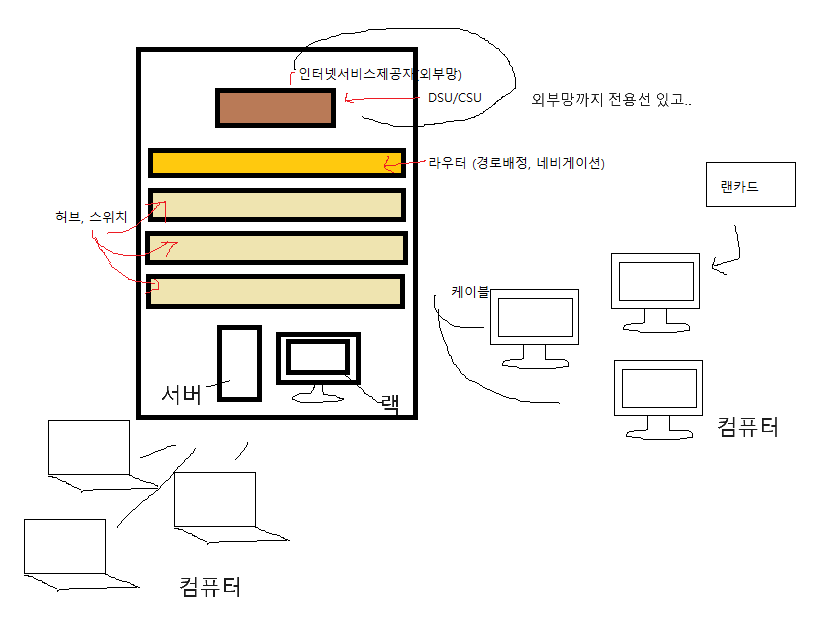 인터넷서비스제공자(외부망)
DSU/CSU
외부망까지 전용선 있고..
라우터 (경로배정, 네비게이션)
랜카드
허브, 스위치
케이블
서버
랙
컴퓨터
컴퓨터